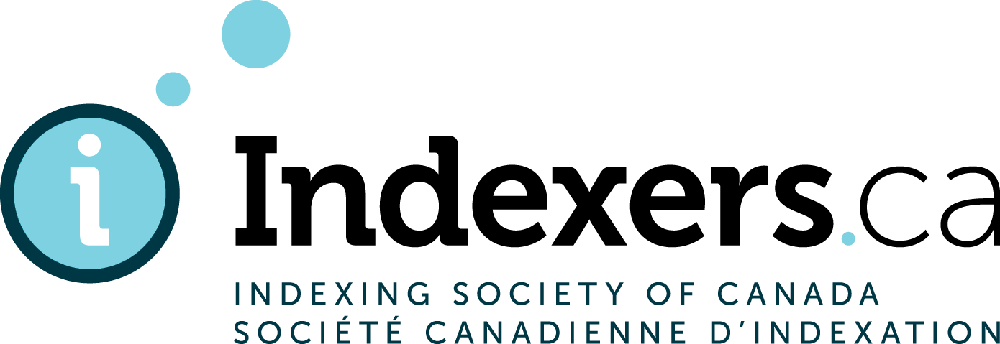 i
Indexers.ca
INDEXING SOCIETY OF CANADA
SOCIÉTÉ CANADIENNE D’INDEXATION